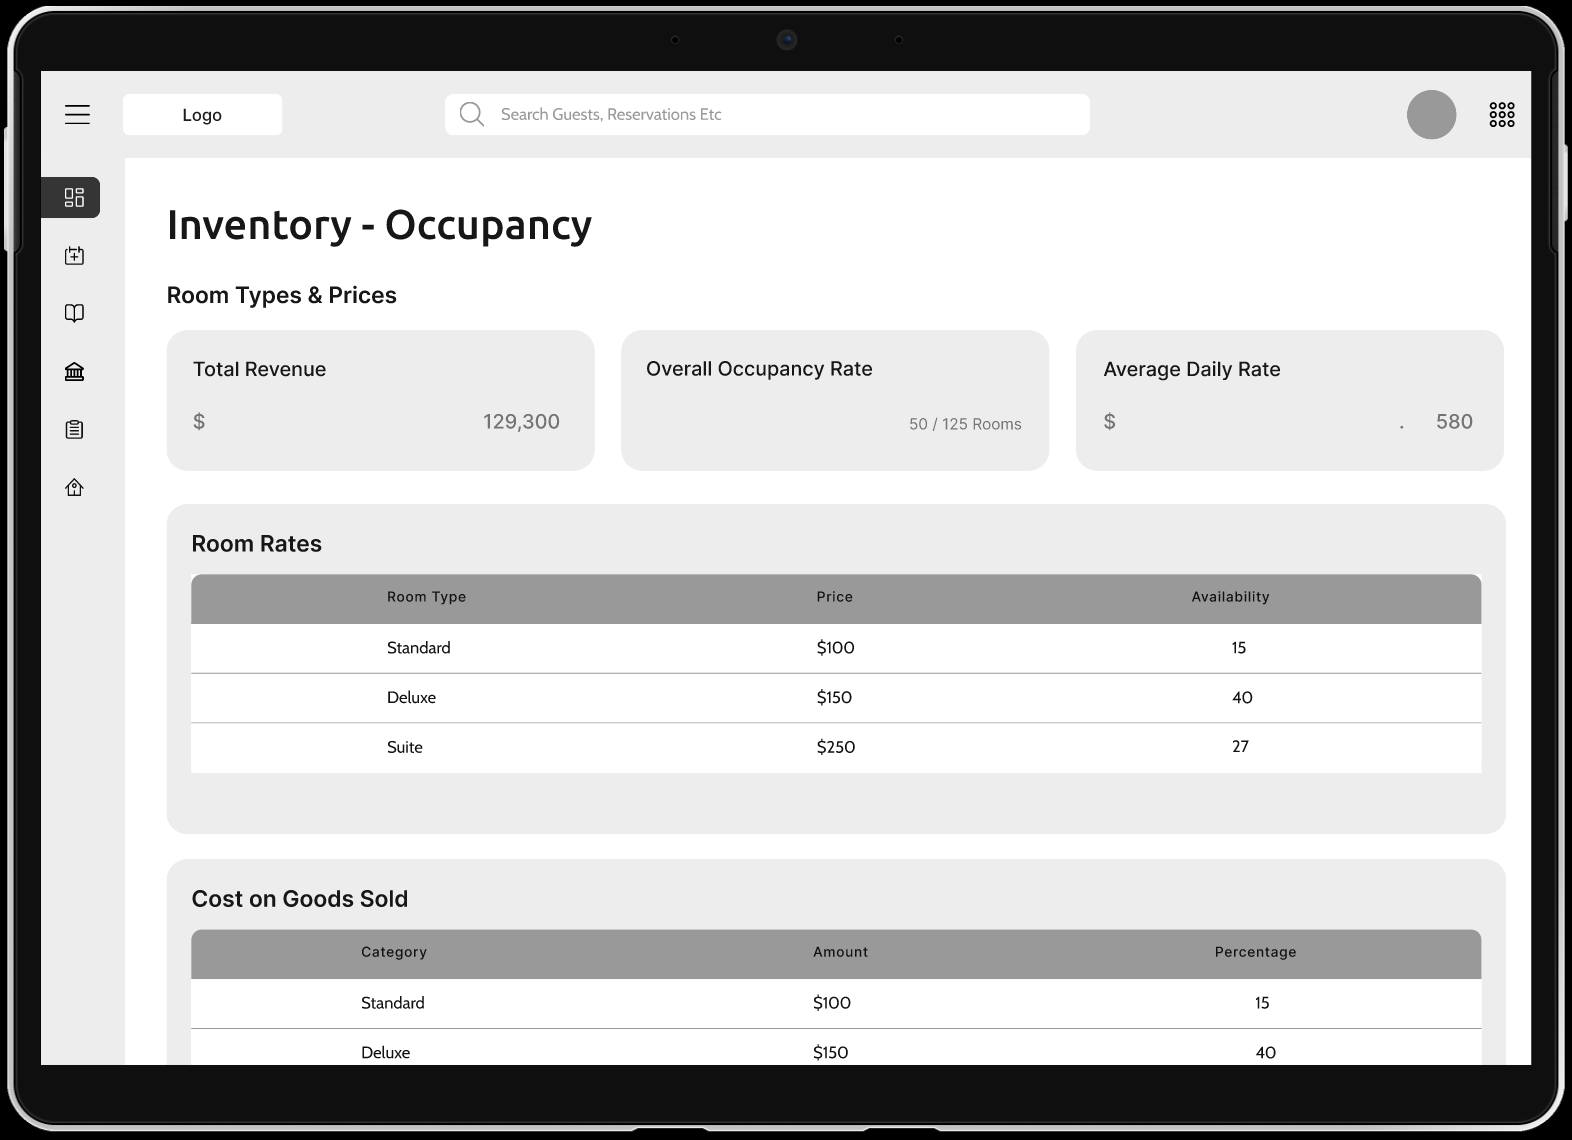 Logo
Search Guests, Reservations Etc
Inventory - Occupancy
Room Types & Prices
Total Revenue
$ 129,300
Overall Occupancy Rate
50 / 125 Rooms
Average Daily Rate
$ . 580
Room Rates
Room Type Price Availability
Standard $100 15
Deluxe $150 40
Suite $250 27
Cost on Goods Sold
Category Amount Percentage
Standard $100 15
Deluxe $150 40